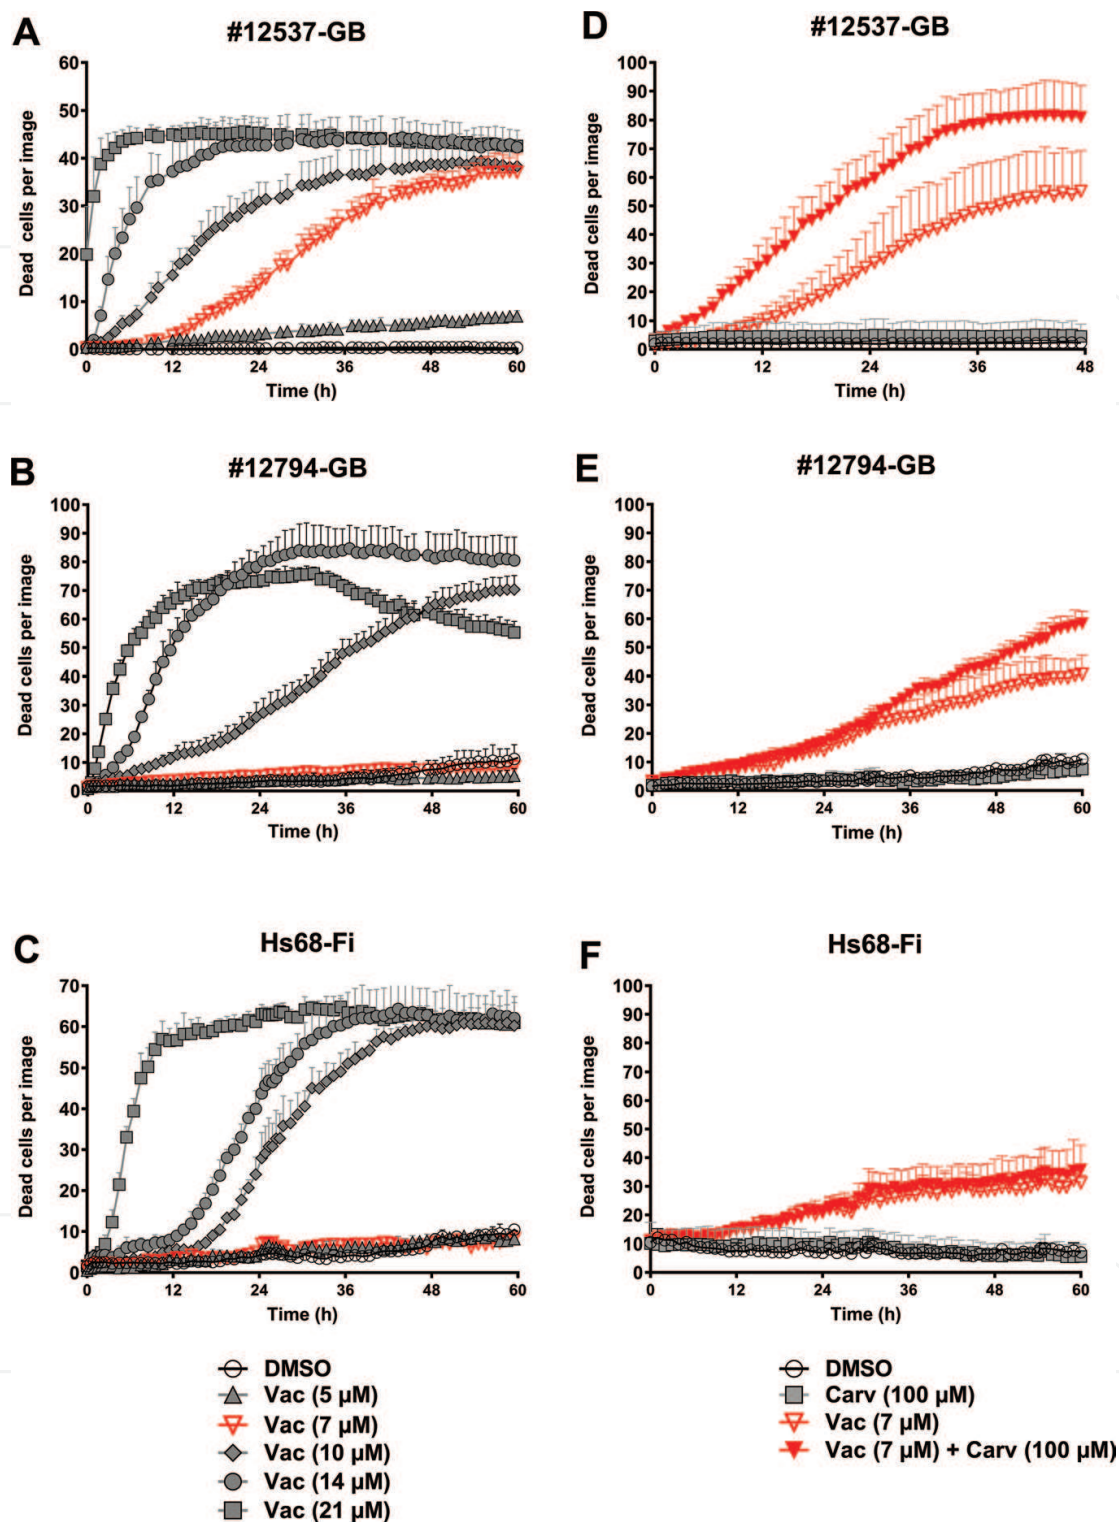 A
#12537-GB
Dead cells per image
60
50
40
30
20
10
0
0 12 24 36 48 60
Time (h)
D
#12537-GB
Dead cells per image
100
90
80
70
60
50
40
30
20
10
0
0 12 24 36 48
Time (h)
B
#12794-GB
Dead cells per image
100
90
80
70
60
50
40
30
20
10
0
0 12 24 36 48 60
Time (h)
E
#12794-GB
Dead cells per image
100
90
80
70
60
50
40
30
20
10
0
0 12 24 36 48 60
Time (h)
C
Hs68-Fi
Dead cells per image
70
60
50
40
30
20
10
0
0 12 24 36 48 60
Time (h)
F
Hs68-Fi
Dead cells per image
100
90
80
70
60
50
40
30
20
10
0
0 12 24 36 48 60
Time (h)
DMSO
Vac (5 µM)
Vac (7 µM)
Vac (10 µM)
Vac (14 µM)
Vac (21 µM)
DMSO
Carv (100 µM)
Vac (7 µM)
Vac (7 µM) + Carv (100 µM)